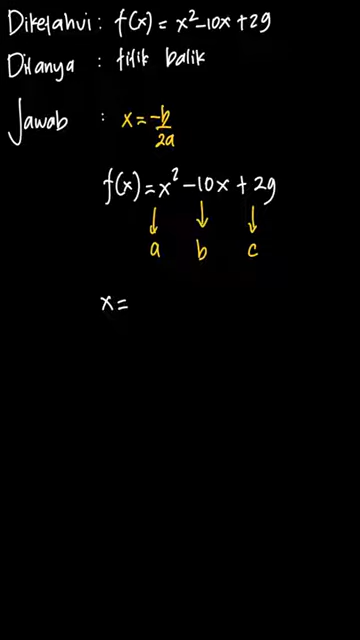 Diketahui : f(x) = x² - 10x + 29
Ditanya : titik balik
Jawab : x = -b/2a
f(x) = x² - 10x + 29
a b c
x =